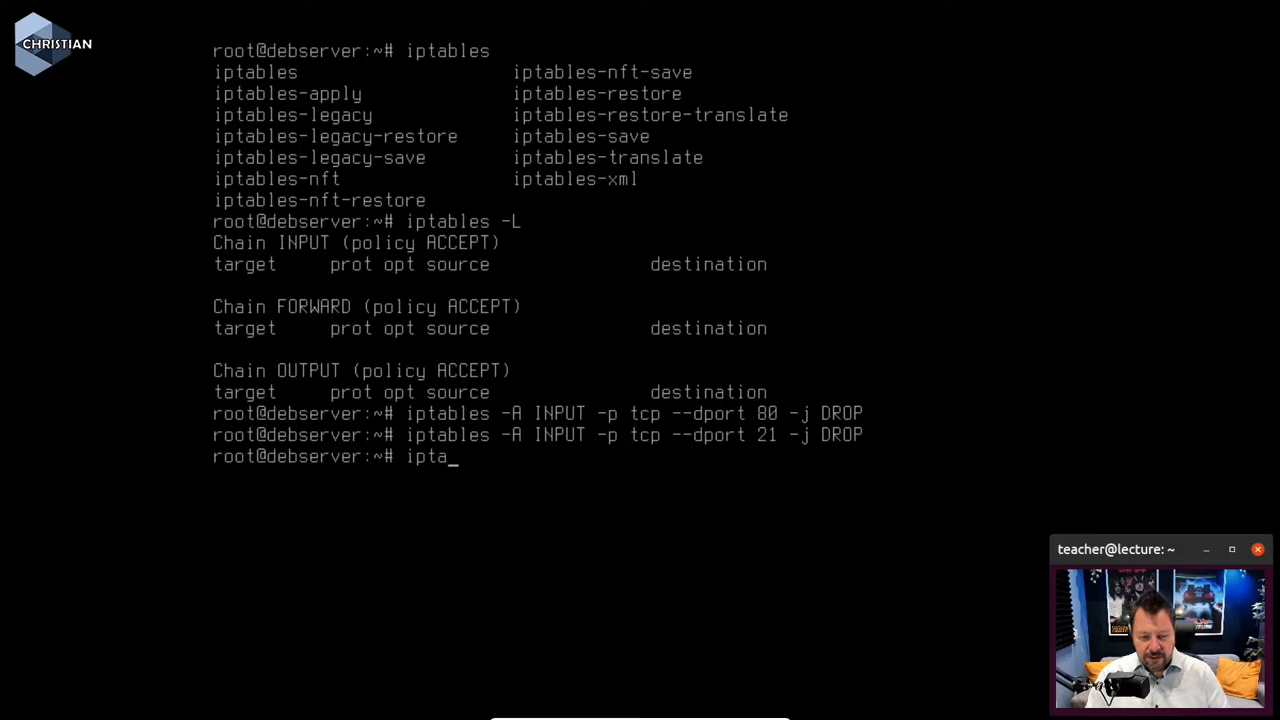 CHRISTIAN
root@debserver:~# iptables
iptables iptables-nft-save
iptables-apply iptables-restore
iptables-legacy iptables-restore-translate
iptables-legacy-restore iptables-save
iptables-legacy-save iptables-translate
iptables-nft iptables-xml
iptables-nft-restore
root@debserver:~# iptables -L
Chain INPUT (policy ACCEPT)
target prot opt source destination
Chain FORWARD (policy ACCEPT)
target prot opt source destination
Chain OUTPUT (policy ACCEPT)
target prot opt source destination
root@debserver:~# iptables -A INPUT -p tcp --dport 80 -j DROP
root@debserver:~# iptables -A INPUT -p tcp --dport 21 -j DROP
root@debserver:~# ipta_
teacher@lecture: ~